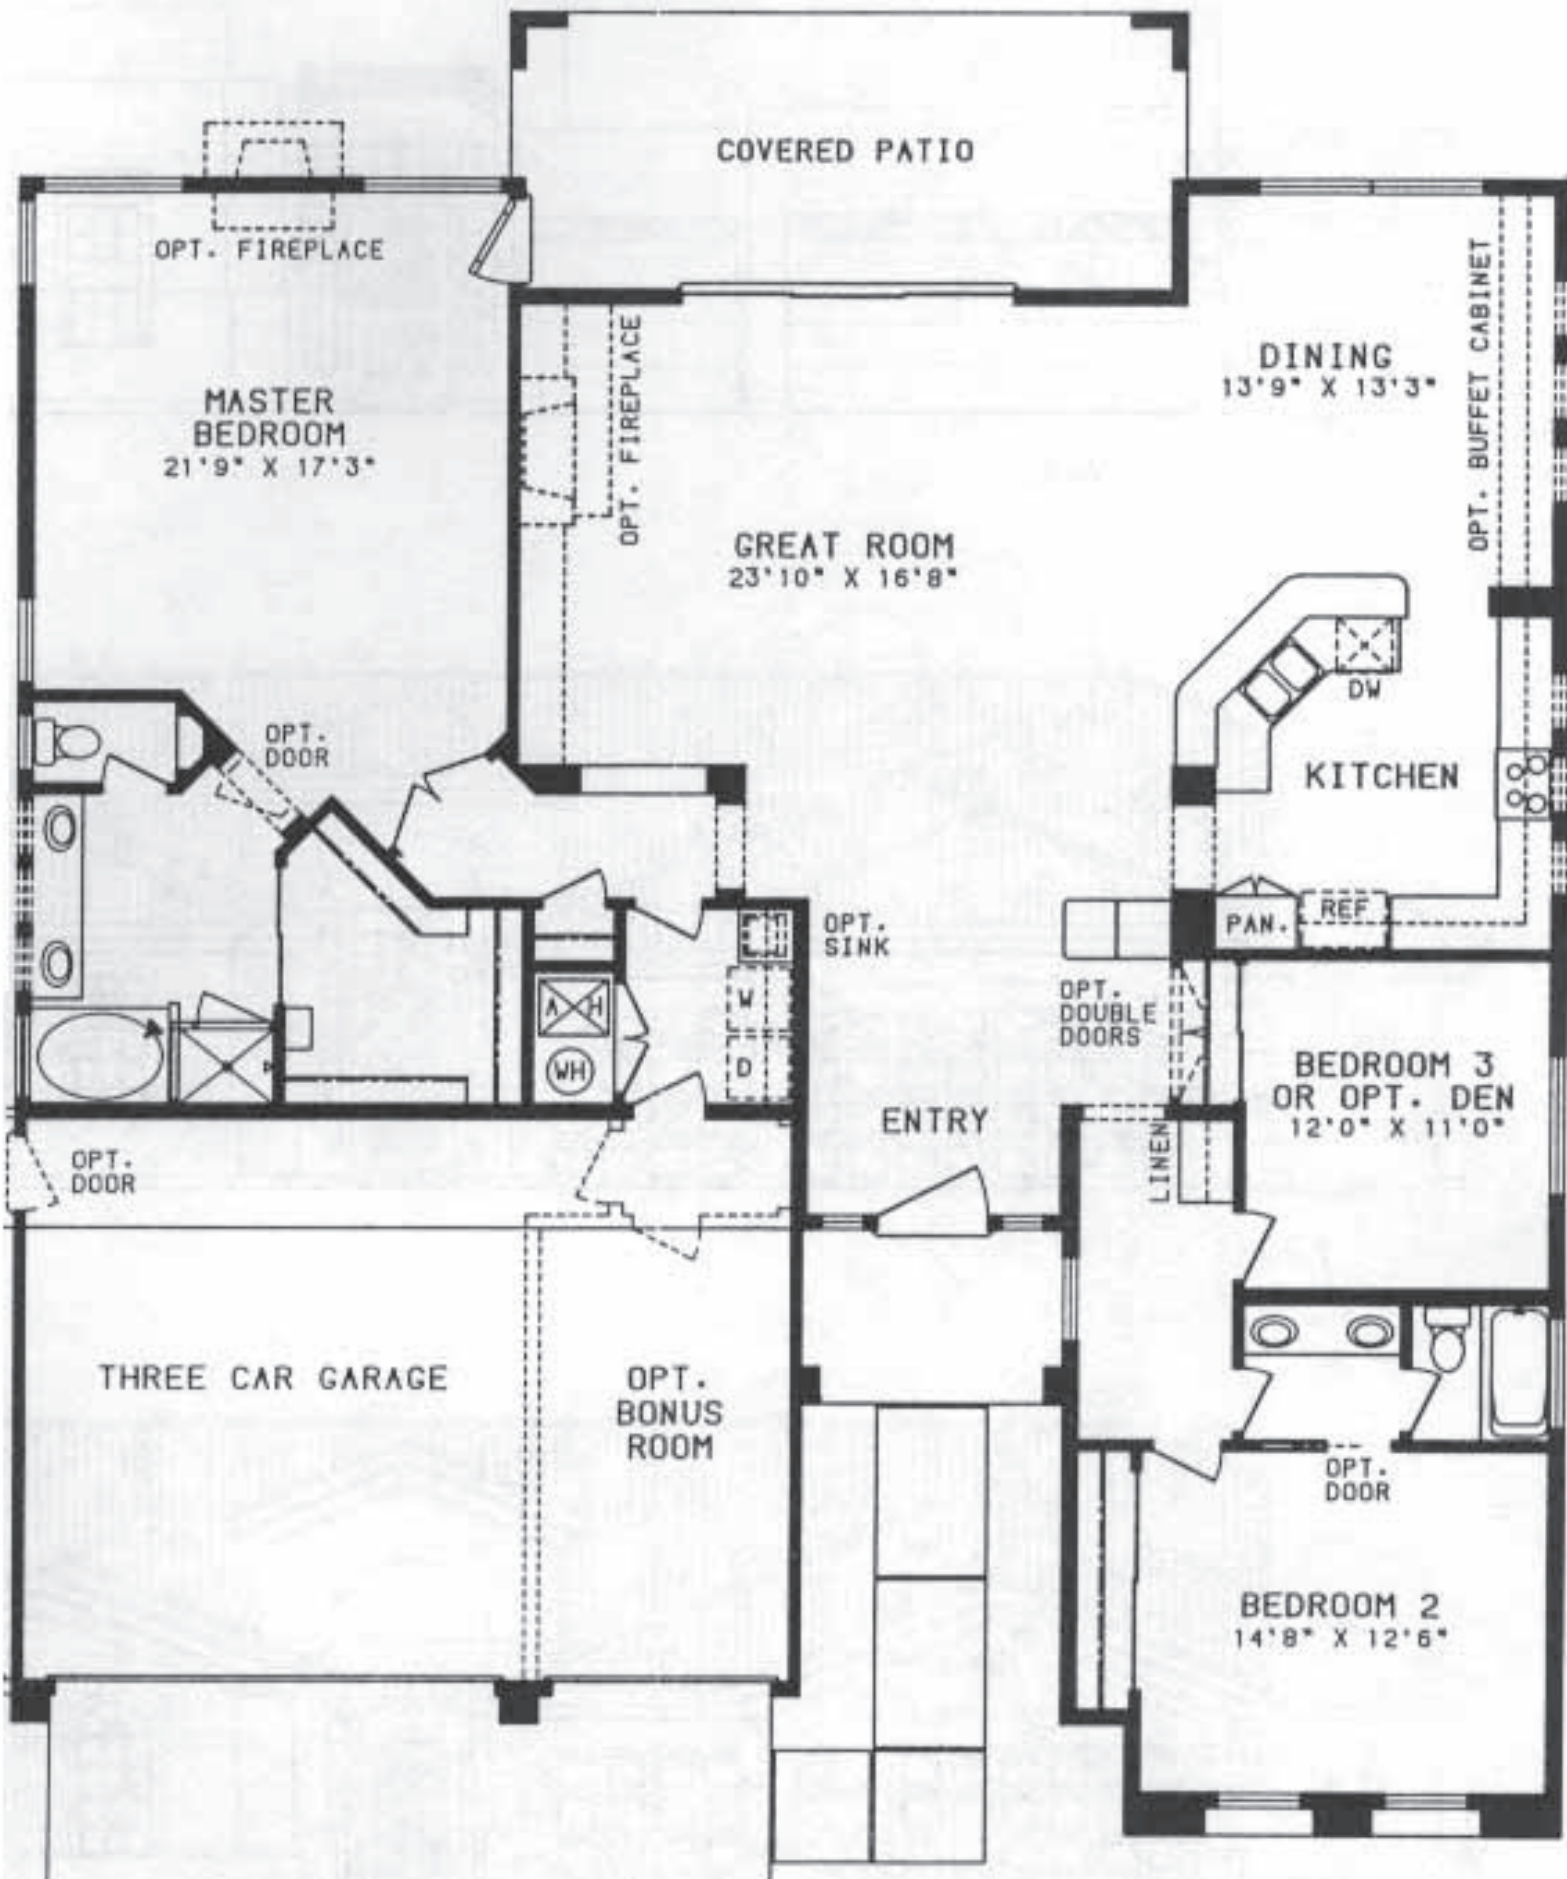 COVERED PATIO
OPT. FIREPLACE
MASTER
BEDROOM
21'9" X 17'3"
OPT. FIREPLACE
GREAT ROOM
23'10" X 16'8"
DINING
13'9" X 13'3"
OPT. BUFFET CABINET
OPT.
DOOR
DW
KITCHEN
PAN.
REF
OPT.
SINK
A H
WH
W
D
OPT.
DOUBLE
DOORS
BEDROOM 3
OR OPT. DEN
12'0" X 11'0"
ENTRY
LINEN
OPT.
DOOR
THREE CAR GARAGE
OPT.
BONUS
ROOM
OPT.
DOOR
BEDROOM 2
14'8" X 12'6"